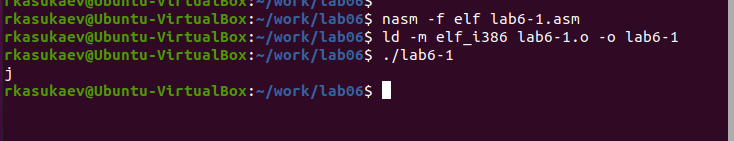 rkasukaev@Ubuntu-VirtualBox:~/work/lab06$ nasm -f elf lab6-1.asm
rkasukaev@Ubuntu-VirtualBox:~/work/lab06$ ld -m elf_i386 lab6-1.o -o lab6-1
rkasukaev@Ubuntu-VirtualBox:~/work/lab06$ ./lab6-1
j
rkasukaev@Ubuntu-VirtualBox:~/work/lab06$